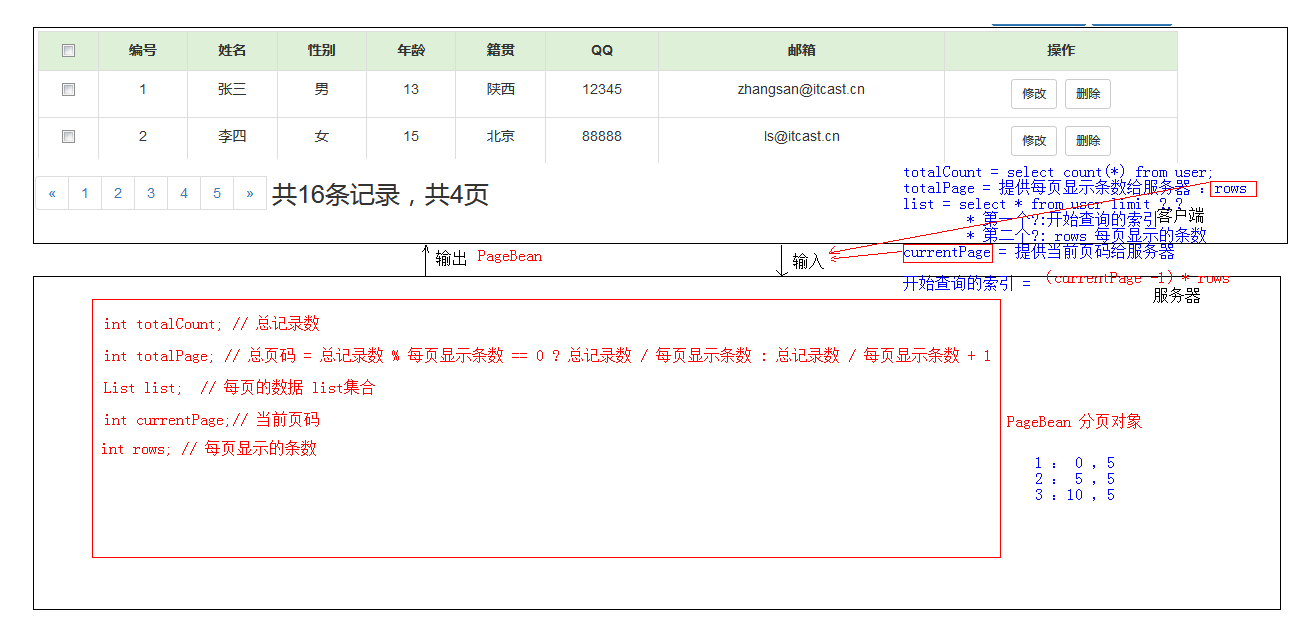 编号 姓名 性别 年龄 籍贯 QQ 邮箱 操作
1 张三 男 13 陕西 12345 zhangsan@itcast.cn 修改 删除
2 李四 女 15 北京 88888 ls@itcast.cn 修改 删除
« 1 2 3 4 5 » 共16条记录，共4页
totalCount = select count(*) from user;
totalPage = 提供每页显示条数给服务器 : rows
list = select * from user limit ?,?
* 第一个?:开始查询的索引
客户端
* 第二个?: rows 每页显示的条数
currentPage = 提供当前页码给服务器
输出 PageBean
输入
开始查询的索引 = (currentPage -1) * rows
服务器
int totalCount; // 总记录数
int totalPage; // 总页码 = 总记录数 % 每页显示条数 == 0 ? 总记录数 / 每页显示条数 : 总记录数 / 每页显示条数 + 1
List list; // 每页的数据 list集合
int currentPage;// 当前页码
int rows; // 每页显示的条数
PageBean 分页对象
1 : 0 , 5
2 : 5 , 5
3 : 10 , 5